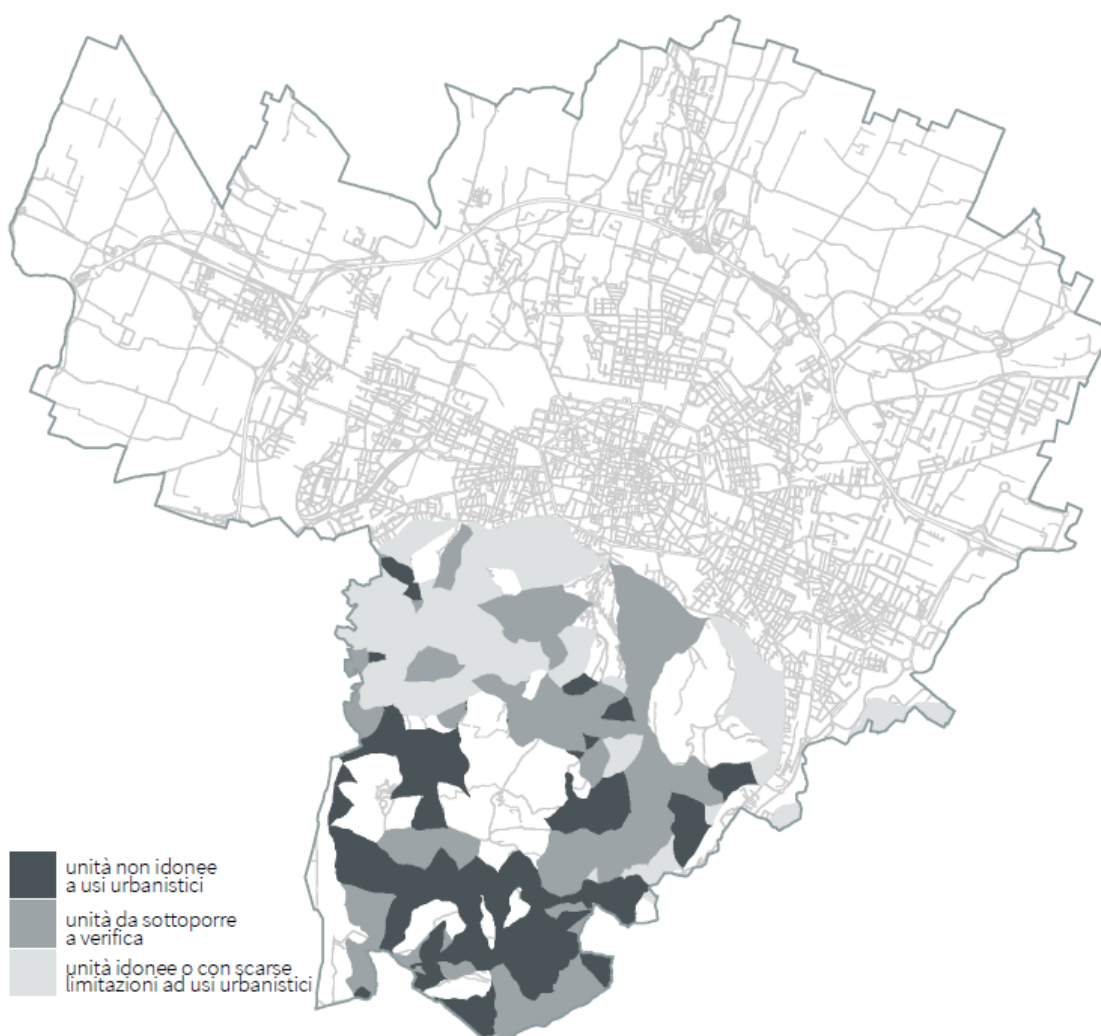 unità non idonee
a usi urbanistici
unità da sottoporre
a verifica
unità idonee o con scarse
limitazioni ad usi urbanistici